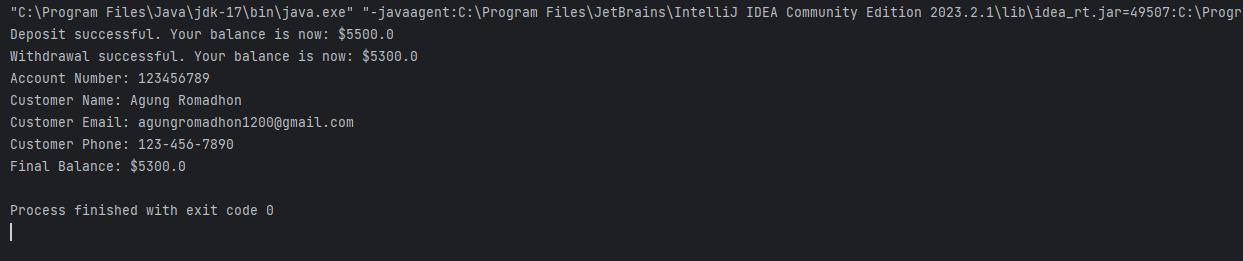 "C:\Program Files\Java\jdk-17\bin\java.exe" "-javaagent:C:\Program Files\JetBrains\IntelliJ IDEA Community Edition 2023.2.1\lib\idea_rt.jar=49507:C:\Progr
Deposit successful. Your balance is now: $5500.0
Withdrawal successful. Your balance is now: $5300.0
Account Number: 123456789
Customer Name: Agung Romadhon
Customer Email: agungromadhon1200@gmail.com
Customer Phone: 123-456-7890
Final Balance: $5300.0
Process finished with exit code 0